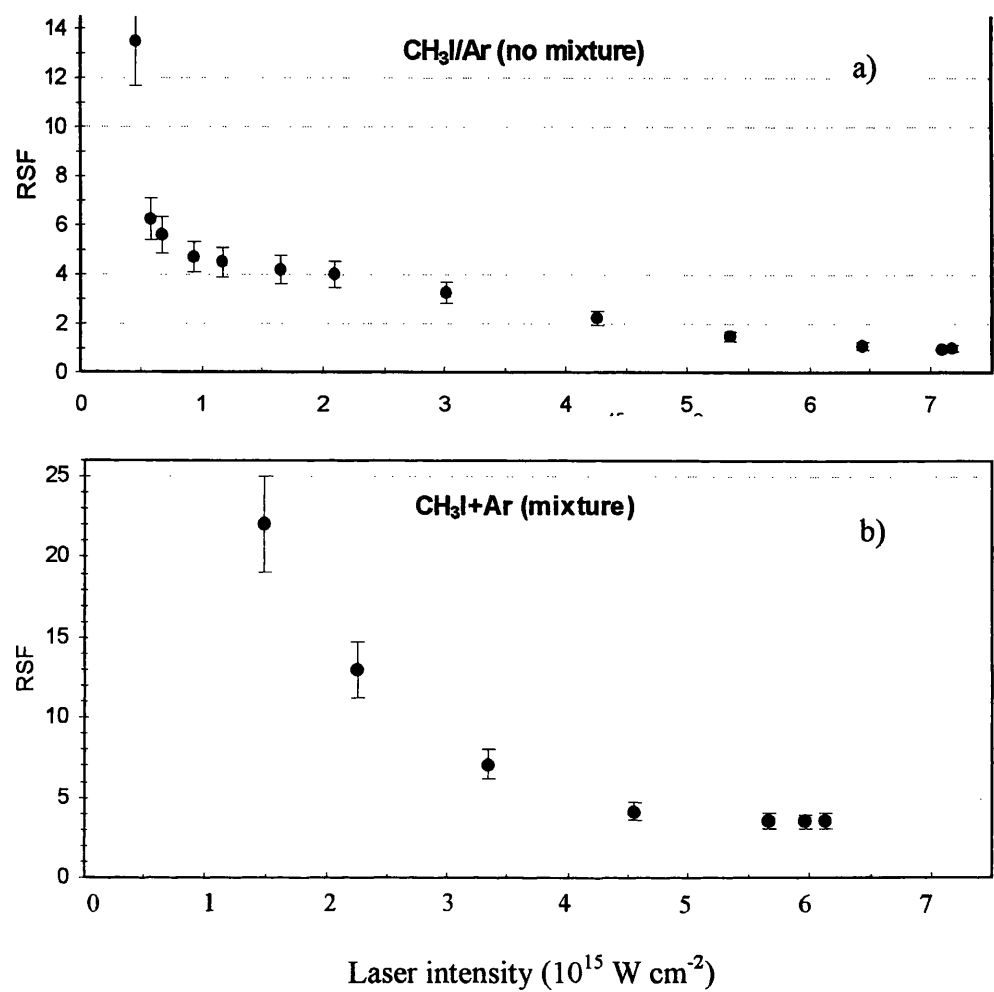 14
CH₃I/Ar (no mixture)
a)
12
10
8
RSF
6
4
2
0
0 1 2 3 4 5 6 7
25
CH₃I+Ar (mixture)
b)
20
15
RSF
10
5
0
0 1 2 3 4 5 6 7
Laser intensity (10¹⁵ W cm⁻²)